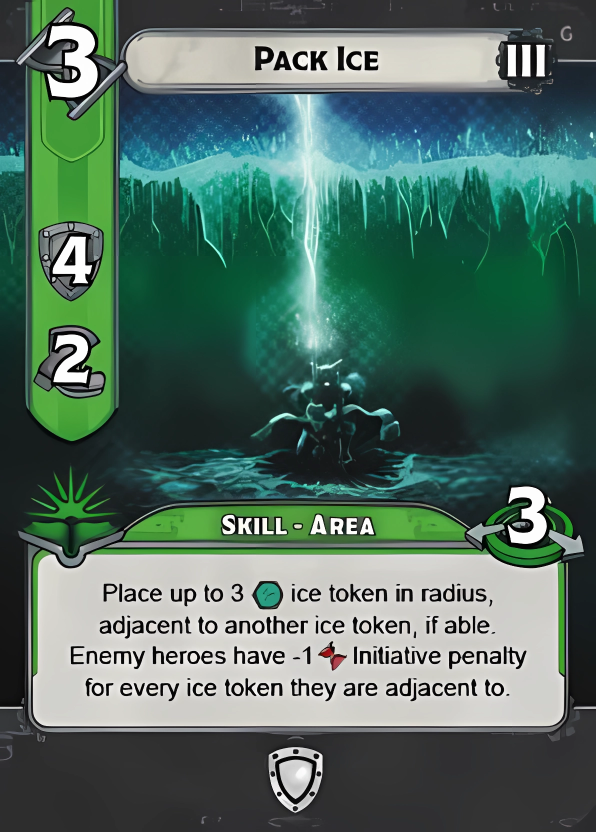 3
PACK ICE
III
G
4
2
SKILL - AREA
3
Place up to 3 ice token in radius,
adjacent to another ice token, if able.
Enemy heroes have -1 Initiative penalty
for every ice token they are adjacent to.